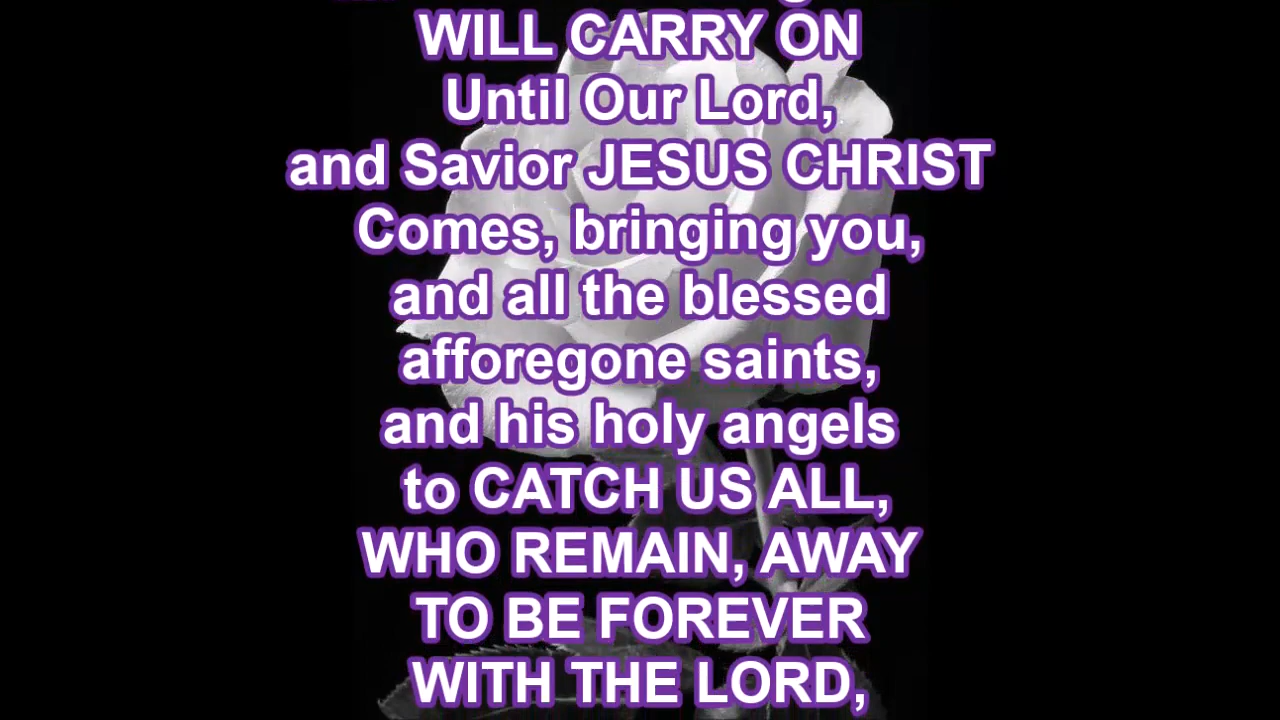 WILL CARRY ON
Until Our Lord,
and Savior JESUS CHRIST
Comes, bringing you,
and all the blessed
afforegone saints,
and his holy angels
to CATCH US ALL,
WHO REMAIN, AWAY
TO BE FOREVER
WITH THE LORD,